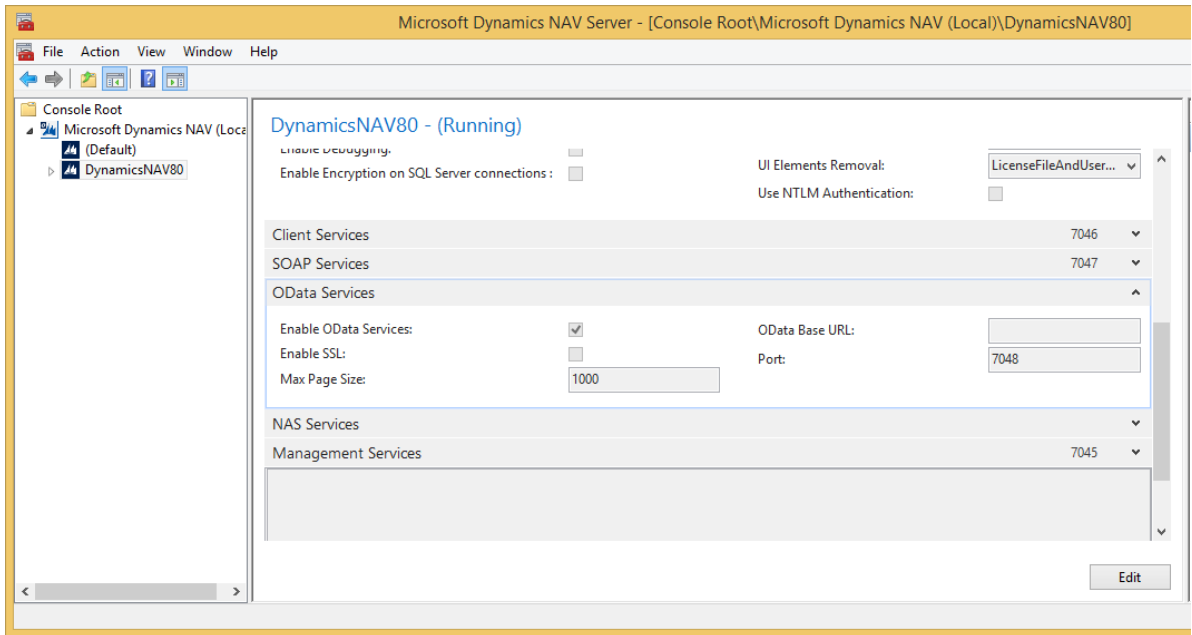 Microsoft Dynamics NAV Server - [Console Root\Microsoft Dynamics NAV (Local)\DynamicsNAV80]
File Action View Window Help
Console Root
Microsoft Dynamics NAV (Loca
(Default)
DynamicsNAV80
DynamicsNAV80 - (Running)
Enable Debugging:
Enable Encryption on SQL Server connections :
UI Elements Removal: LicenseFileAndUser...
Use NTLM Authentication:
Client Services 7046
SOAP Services 7047
OData Services
Enable OData Services:
OData Base URL:
Enable SSL:
Port: 7048
Max Page Size: 1000
NAS Services
Management Services 7045
Edit